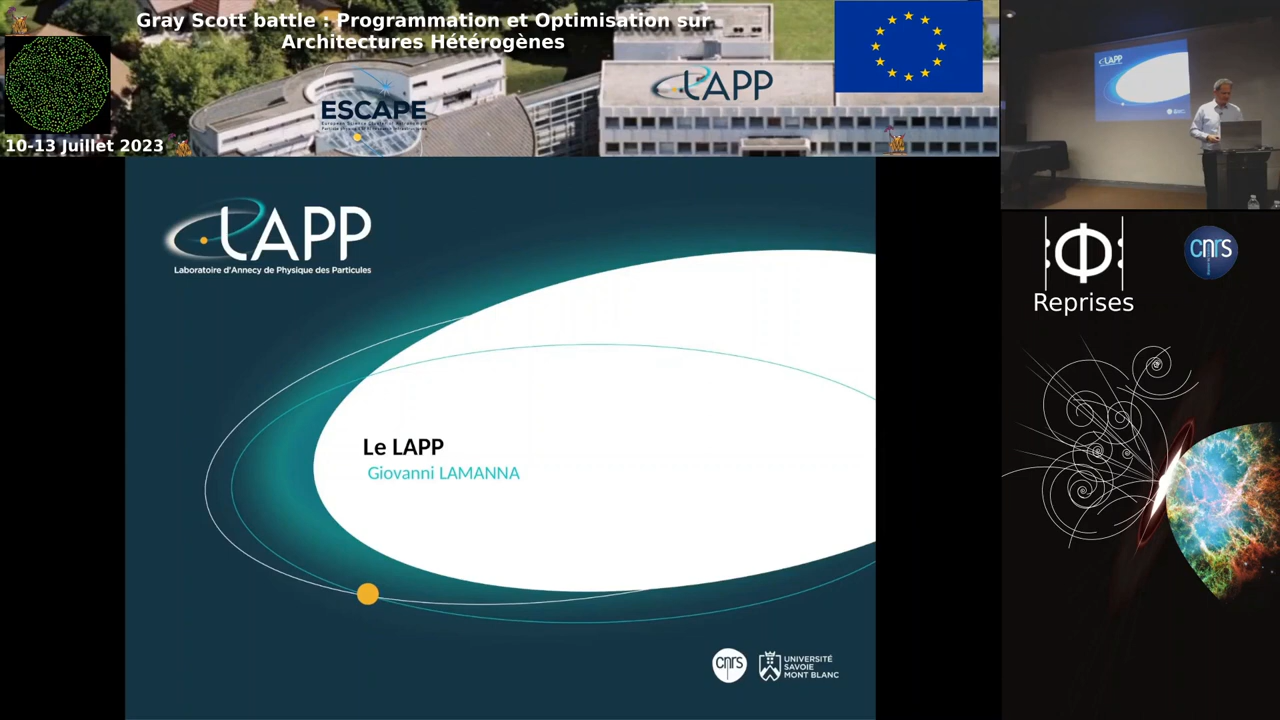 Gray Scott battle : Programmation et Optimisation sur
Architectures Hétérogènes
ESCAPE
LAPP
10-13 Juillet 2023
LAPP
Laboratoire d'Annecy de Physique des Particules
Le LAPP
Giovanni LAMANNA
cnrs
UNIVERSITÉ
SAVOIE
MONT BLANC
Φ
Reprises
cnrs